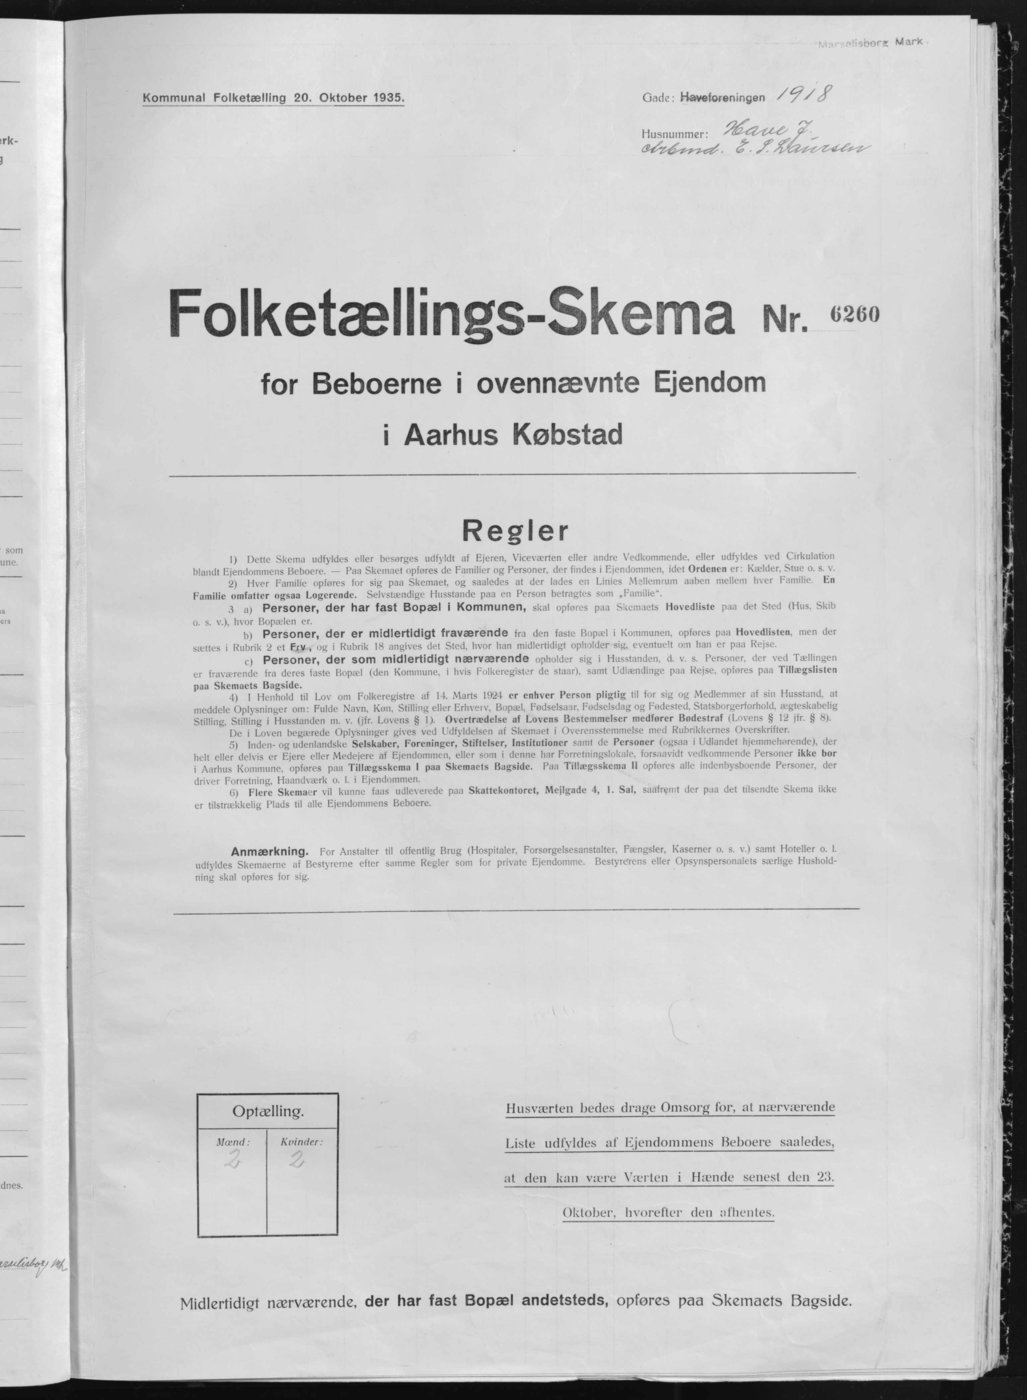 Marselisborg Mark
Kommunal Folketælling 20. Oktober 1935.
Gade: Haveforeningen 1918
Husnummer: Have 7.
Arbmd. E. S. Laursen
Folketællings-Skema Nr. 6260
for Beboerne i ovennævnte Ejendom
i Aarhus Købstad
Regler
1) Dette Skema udfyldes eller besørges udfyldt af Ejeren, Viceværten eller andre Vedkommende, eller udfyldes ved Cirkulation
blandt Ejendommens Beboere. — Paa Skemaet opføres de Familier og Personer, der findes i Ejendommen, idet Ordenen er: Kælder, Stue o. s. v.
2) Hver Familie opføres for sig paa Skemaet, og saaledes at der lades en Linies Mellemrum aaben mellem hver Familie. En
Familie omfatter ogsaa Logerende. Selvstændige Husstande paa en Person betragtes som „Familie“.
3 a) Personer, der har fast Bopæl i Kommunen, skal opføres paa Skemaets Hovedliste paa det Sted (Hus, Skib
o. s. v.), hvor Bopælen er.
b) Personer, der er midlertidigt fraværende fra den faste Bopæl i Kommunen, opføres paa Hovedlisten, men der
sættes i Rubrik 2 et Frv., og i Rubrik 18 angives det Sted, hvor han midlertidigt opholder sig, eventuelt om han er paa Rejse.
c) Personer, der som midlertidigt nærværende opholder sig i Husstanden, d. v. s. Personer, der ved Tællingen
er fraværende fra deres faste Bopæl (den Kommune, i hvis Folkeregister de staar), samt Udlændinge paa Rejse, opføres paa Tillægslisten
paa Skemaets Bagside.
4) I Henhold til Lov om Folkeregistre af 14. Marts 1924 er enhver Person pligtig til for sig og Medlemmer af sin Husstand, at
meddele Oplysninger om: Fulde Navn, Køn, Stilling eller Erhverv, Bopæl, Fødselsaar, Fødselsdag og Fødested, Statsborgerforhold, ægteskabelig
Stilling, Stilling i Husstanden m. v. (jfr. Lovens § 1). Overtrædelse af Lovens Bestemmelser medfører Bødestraf (Lovens § 12 jfr. § 8).
De i Loven begærede Oplysninger gives ved Udfyldelsen af Skemaet i Overensstemmelse med Rubrikkernes Overskrifter.
5) Inden- og udenlandske Selskaber, Foreninger, Stiftelser, Institutioner samt de Personer (ogsaa i Udlandet hjemmehørende), der
helt eller delvis er Ejere eller Medejere af Ejendommen, eller som i denne har Forretningslokale, forsaavidt vedkommende Personer ikke bor
i Aarhus Kommune, opføres paa Tillægsskema I paa Skemaets Bagside. Paa Tillægsskema II opføres alle indenbysboende Personer, der
driver Forretning, Haandværk o. l. i Ejendommen.
6) Flere Skemaer vil kunne faas udleverede paa Skattekontoret, Mejlgade 4, 1. Sal, saafremt der paa det tilsendte Skema ikke
er tilstrækkelig Plads til alle Ejendommens Beboere.
Anmærkning. For Anstalter til offentlig Brug (Hospitaler, Forsørgelsesanstalter, Fængsler, Kaserner o. s. v.) samt Hoteller o. l.
udfyldes Skemaerne af Bestyrerne efter samme Regler som for private Ejendomme. Bestyrerens eller Opsynspersonalets særlige Hushold-
ning skal opføres for sig.
Optælling.
Mænd: Kvinder:
2 2
Husværten bedes drage Omsorg for, at nærværende
Liste udfyldes af Ejendommens Beboere saaledes,
at den kan være Værten i Hænde senest den 23.
Oktober, hvorefter den afhentes.
Midlertidigt nærværende, der har fast Bopæl andetsteds, opføres paa Skemaets Bagside.